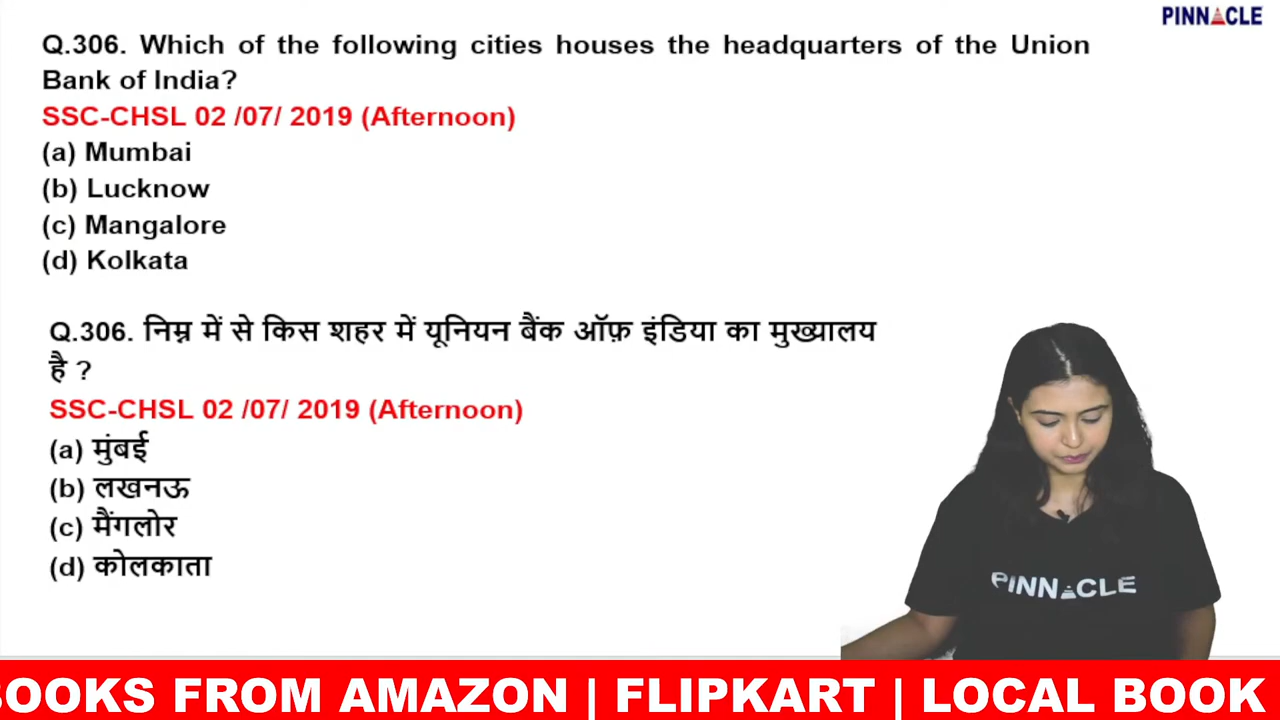 PINNACLE
Q.306. Which of the following cities houses the headquarters of the Union
Bank of India?
SSC-CHSL 02 /07/ 2019 (Afternoon)
(a) Mumbai
(b) Lucknow
(c) Mangalore
(d) Kolkata
Q.306. निम्न में से किस शहर में यूनियन बैंक ऑफ़ इंडिया का मुख्यालय
है ?
SSC-CHSL 02 /07/ 2019 (Afternoon)
(a) मुंबई
(b) लखनऊ
(c) मैंगलोर
(d) कोलकाता
PINNACLE
BOOKS FROM AMAZON | FLIPKART | LOCAL BOOK